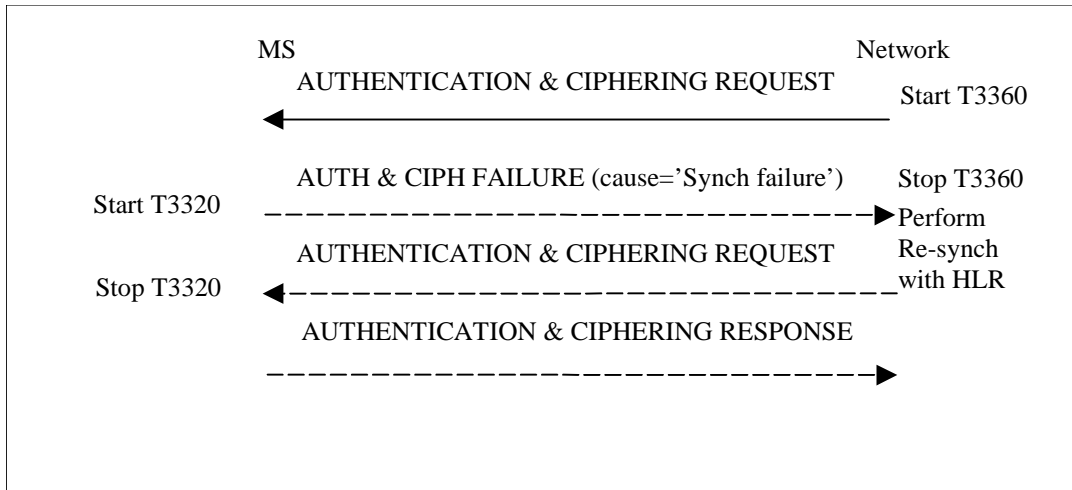 MS
Network
AUTHENTICATION & CIPHERING REQUEST
Start T3360
AUTH & CIPH FAILURE (cause='Synch failure')
Stop T3360
Start T3320
Perform
Re-synch
with HLR
AUTHENTICATION & CIPHERING REQUEST
Stop T3320
AUTHENTICATION & CIPHERING RESPONSE